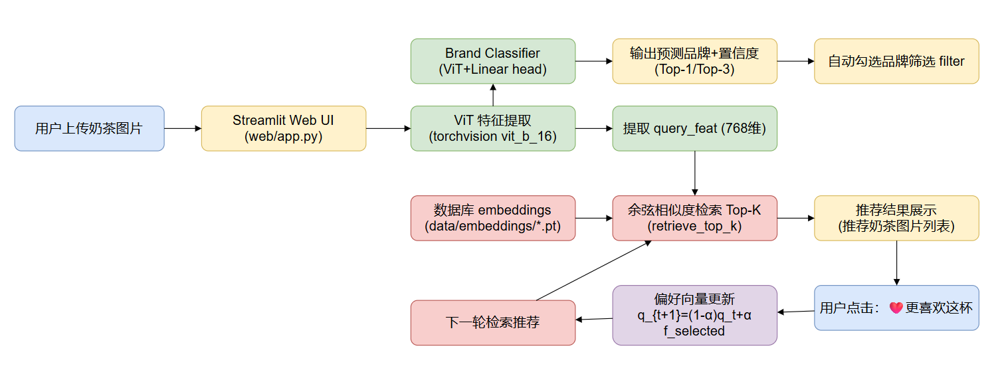 Brand Classifier
(ViT+Linear head)
输出预测品牌+置信度
(Top-1/Top-3)
自动勾选品牌筛选 filter
用户上传奶茶图片
Streamlit Web UI
(web/app.py)
ViT 特征提取
(torchvision vit_b_16)
提取 query_feat (768维)
数据库 embeddings
(data/embeddings/*.pt)
余弦相似度检索 Top-K
(retrieve_top_k)
推荐结果展示
(推荐奶茶图片列表)
下一轮检索推荐
偏好向量更新
q_{t+1}=(1-α)q_t+α
f_selected
用户点击：❤️更喜欢这杯